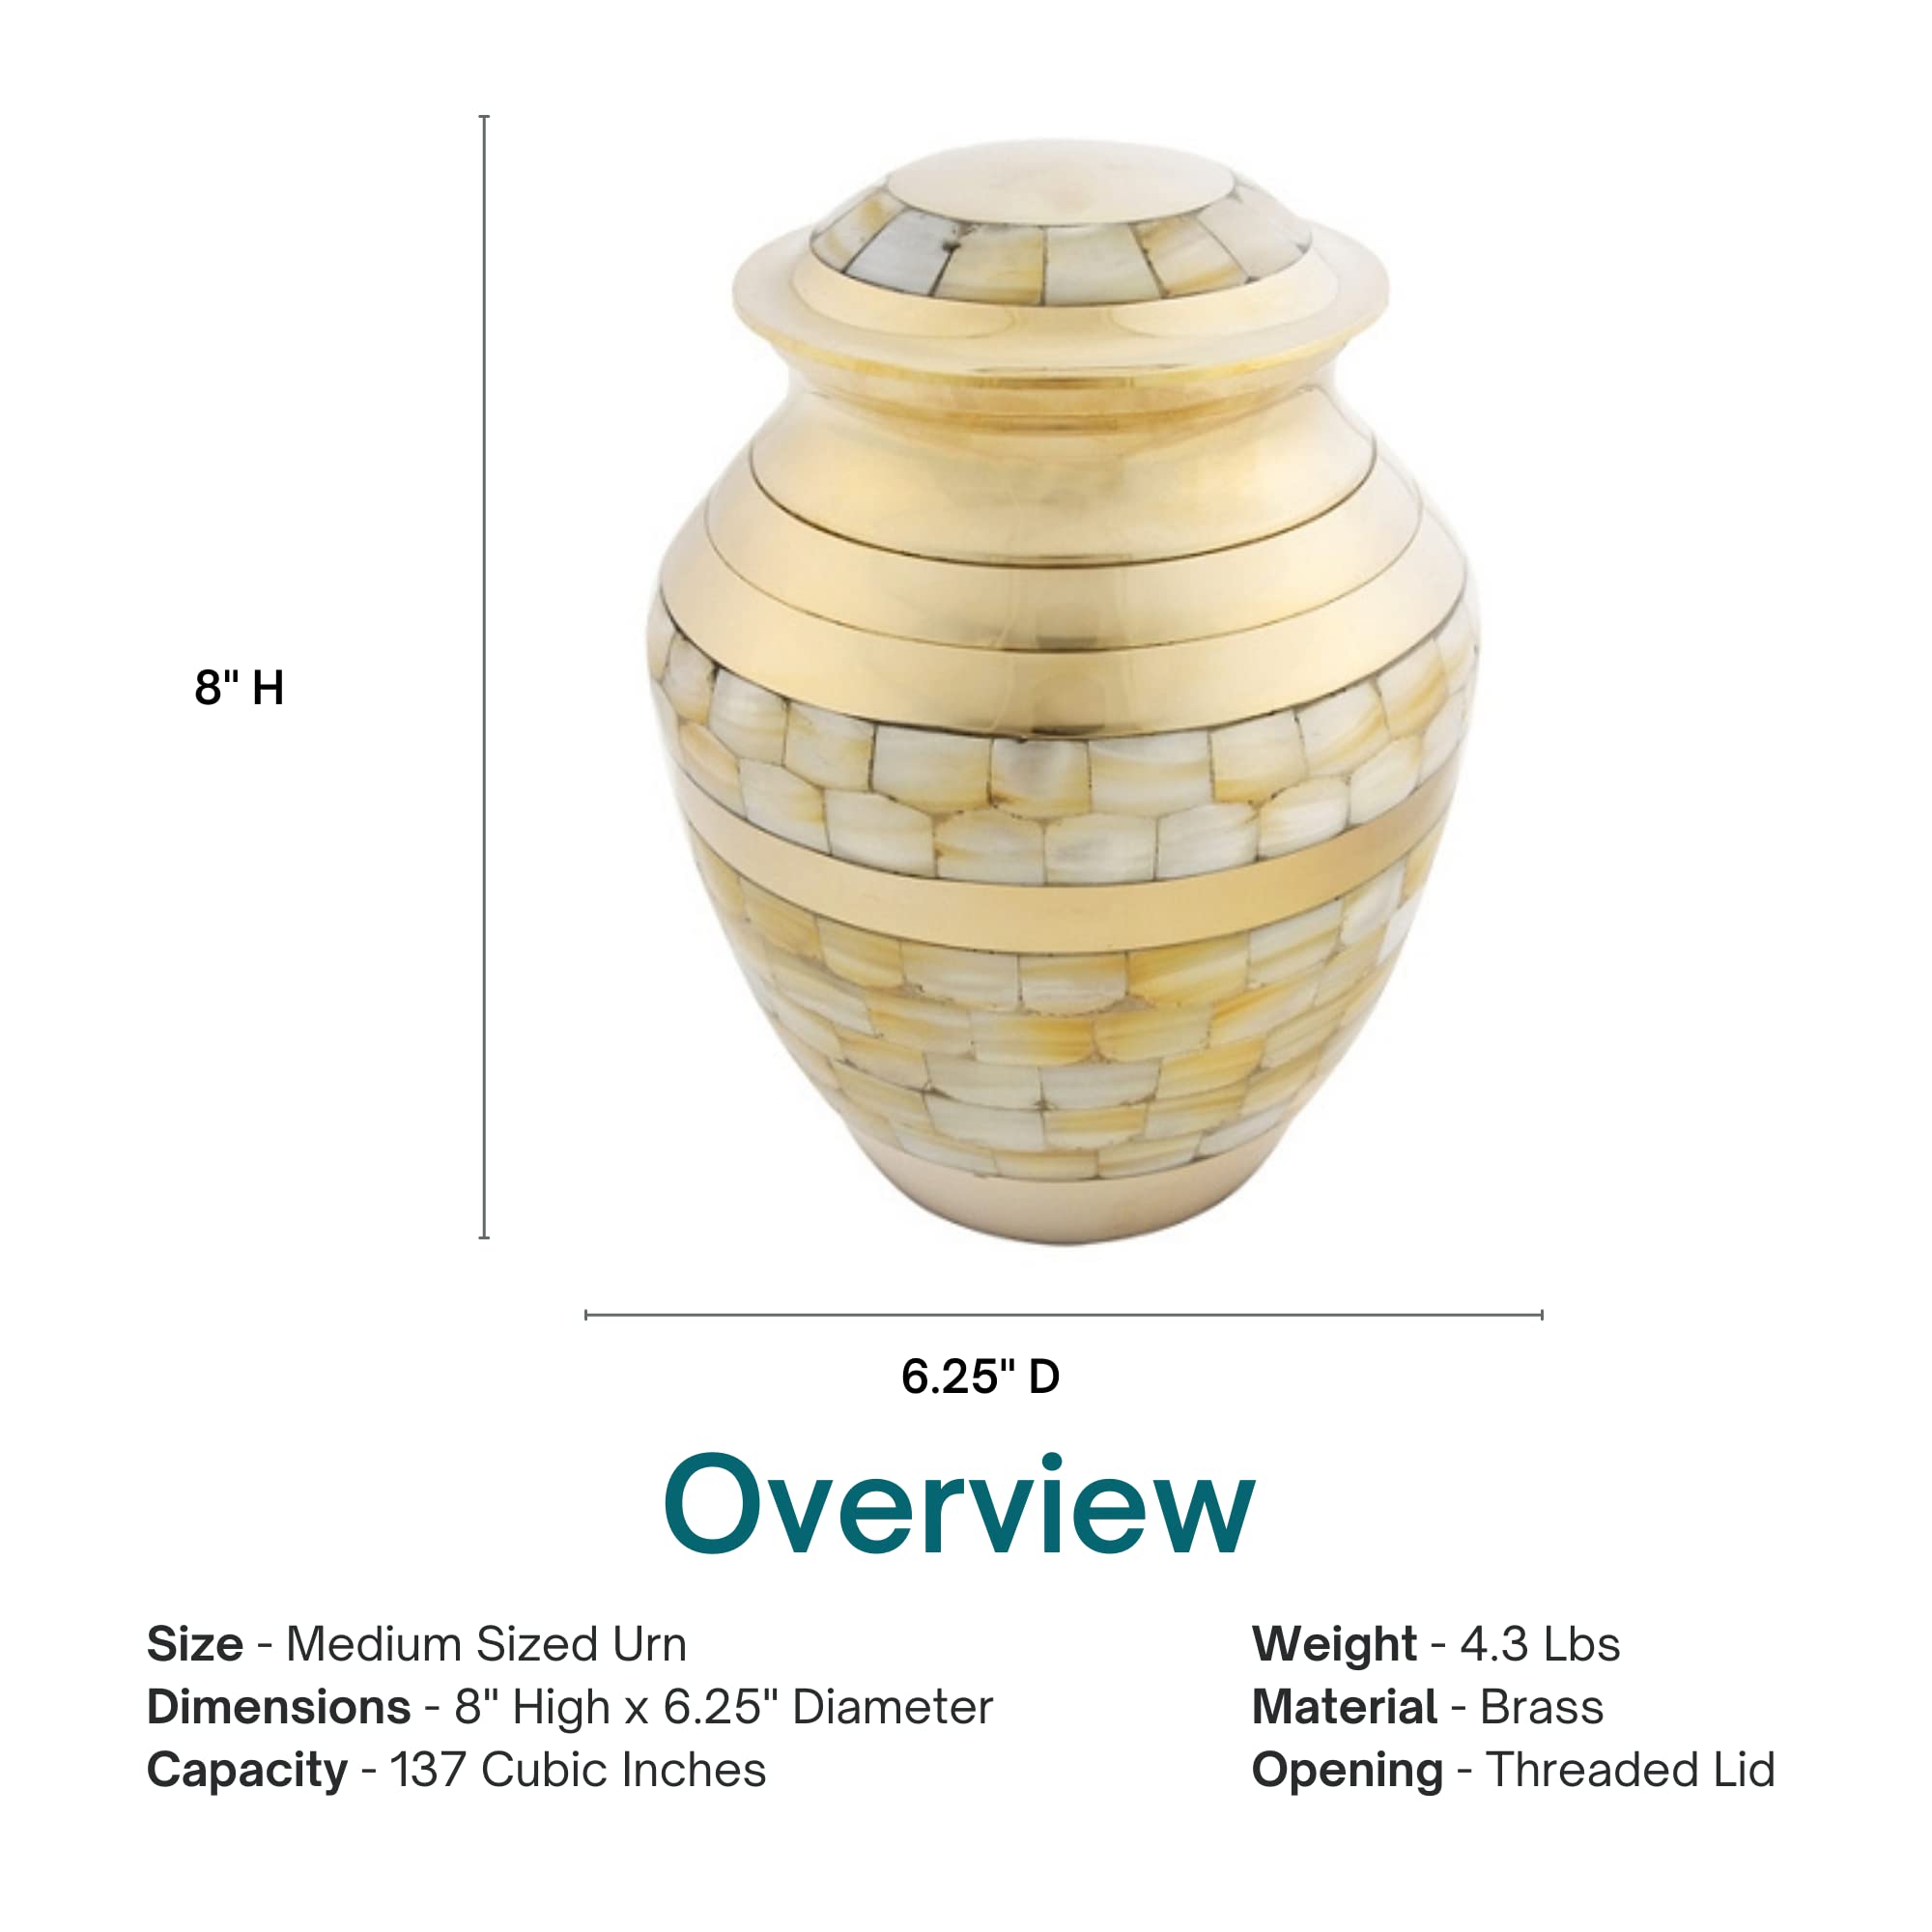 8" H
6.25" D
Overview
Size - Medium Sized Urn
Dimensions - 8" High x 6.25" Diameter
Capacity - 137 Cubic Inches
Weight - 4.3 Lbs
Material - Brass
Opening - Threaded Lid